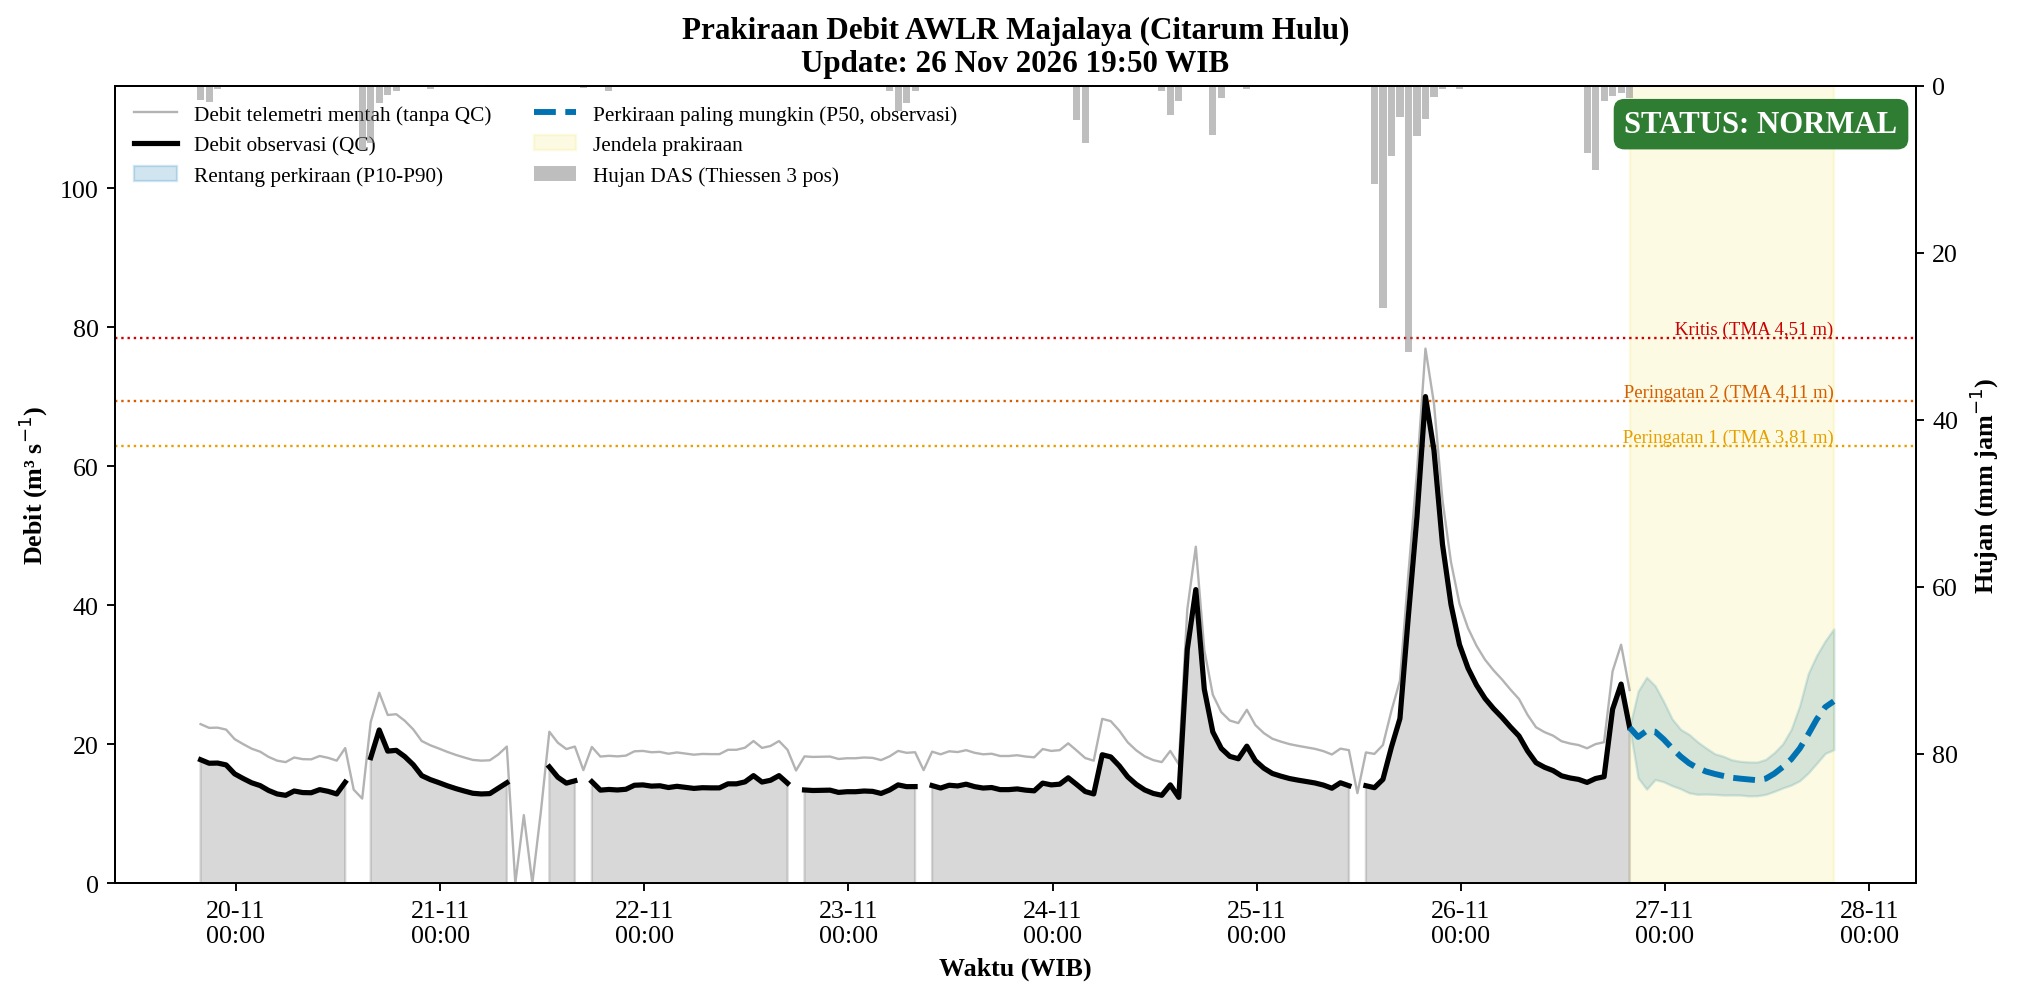 Prakiraan Debit AWLR Majalaya (Citarum Hulu)
Update: 26 Nov 2026 19:50 WIB
Debit telemetri mentah (tanpa QC)
Debit observasi (QC)
Rentang perkiraan (P10-P90)
Perkiraan paling mungkin (P50, observasi)
Jendela prakiraan
Hujan DAS (Thiessen 3 pos)
STATUS: NORMAL
Kritis (TMA 4,51 m)
Peringatan 2 (TMA 4,11 m)
Peringatan 1 (TMA 3,81 m)
Debit (m³ s⁻¹)
100
80
60
40
20
0
Hujan (mm jam⁻¹)
0
20
40
60
80
20-11
00:00
21-11
00:00
22-11
00:00
23-11
00:00
24-11
00:00
25-11
00:00
26-11
00:00
27-11
00:00
28-11
00:00
Waktu (WIB)